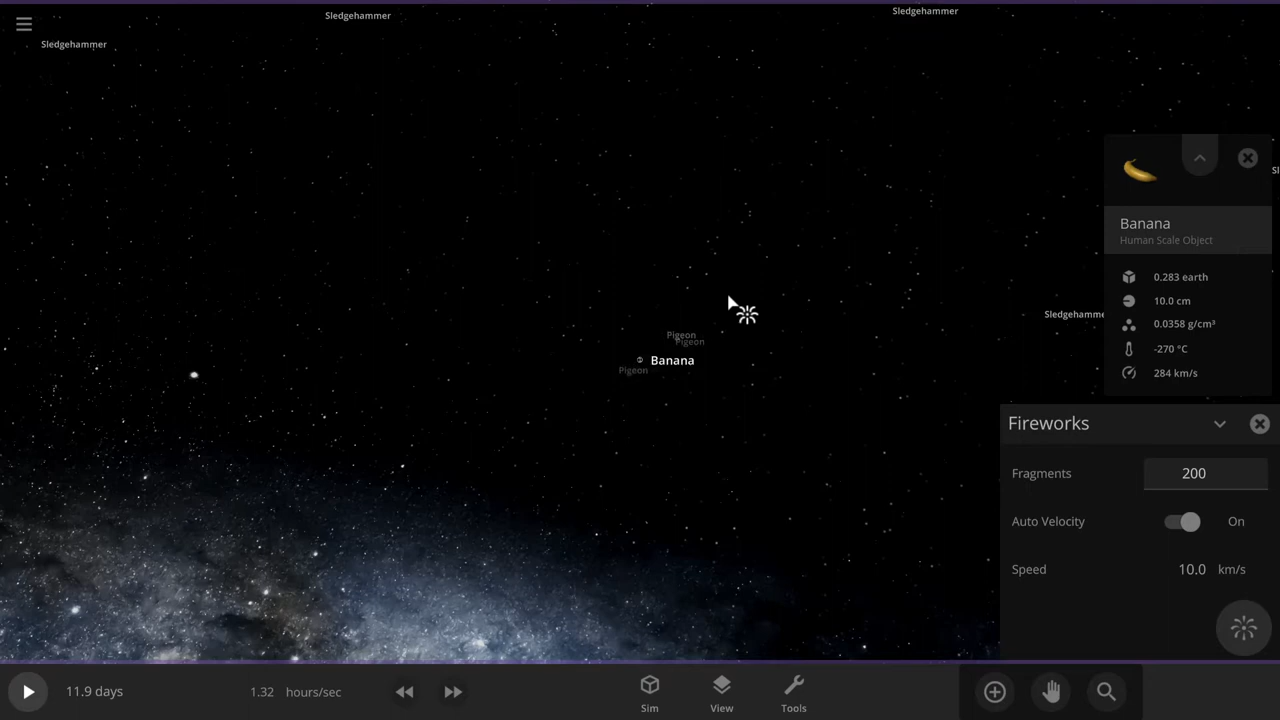 Sledgehammer
Sledgehammer
Sledgehammer
Sl
Banana
Human Scale Object
0.283 earth
10.0 cm
0.0358 g/cm³
-270 °C
284 km/s
Sledgehamme
Pigeon
Pigeon
Banana
Pigeon
Fireworks
Fragments 200
Auto Velocity On
Speed 10.0 km/s
11.9 days 1.32 hours/sec
Sim View Tools